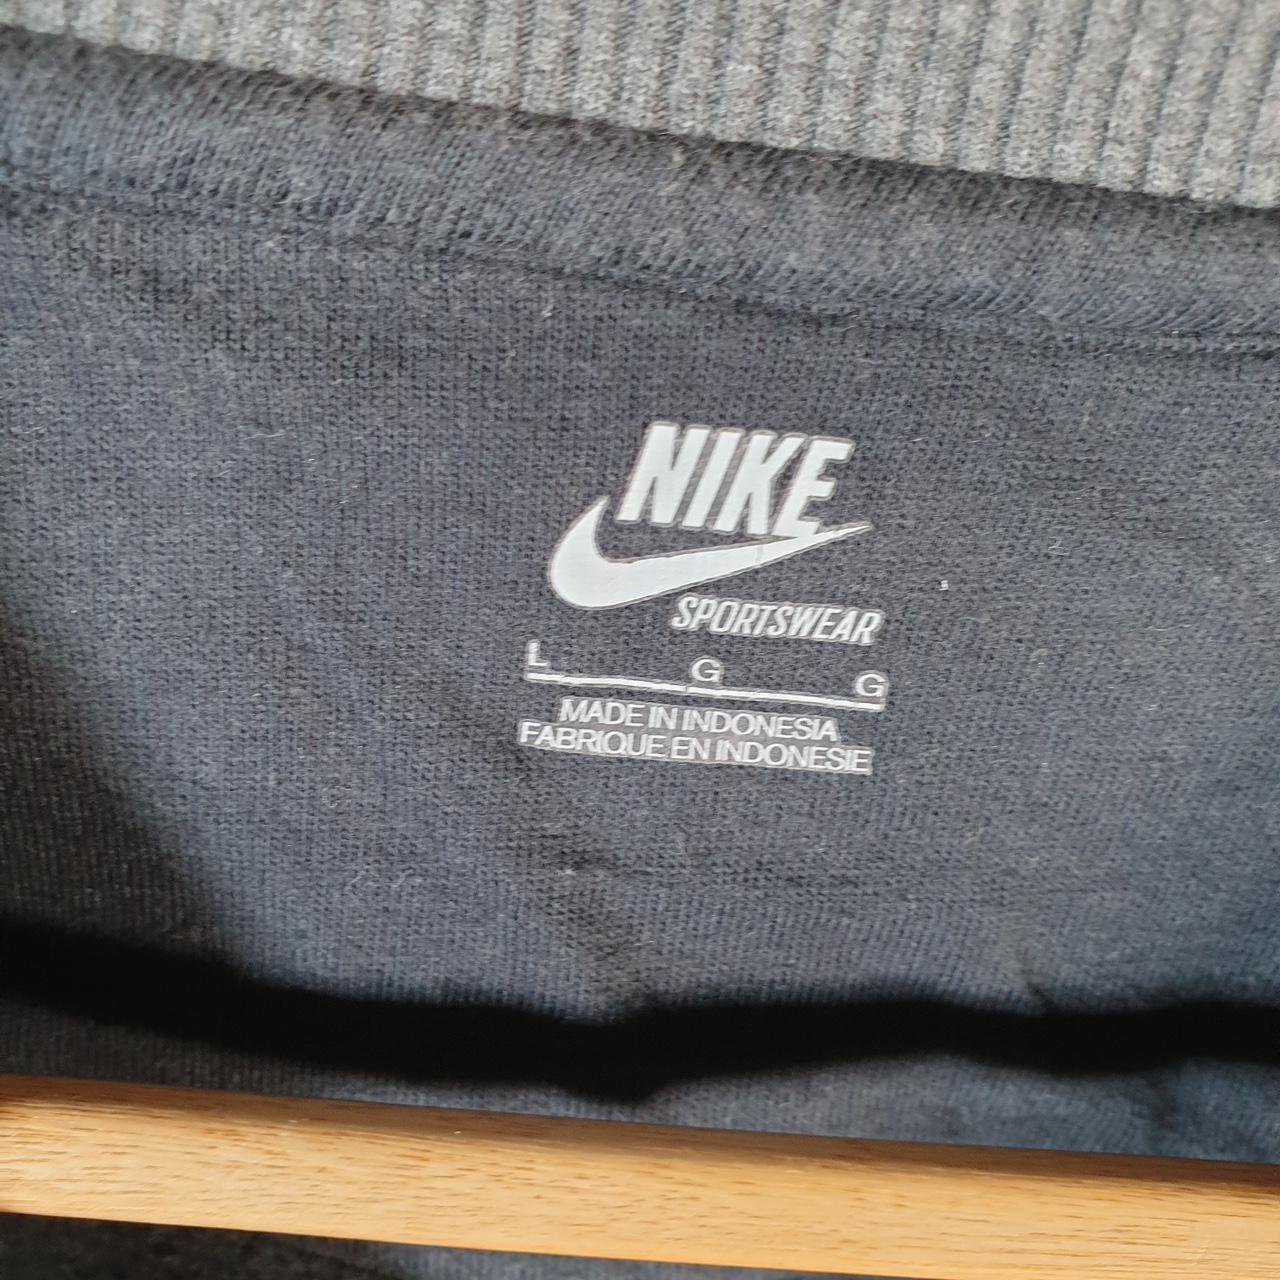 NIKE
SPORTSWEAR
L G G
MADE IN INDONESIA
FABRIQUE EN INDONESIE